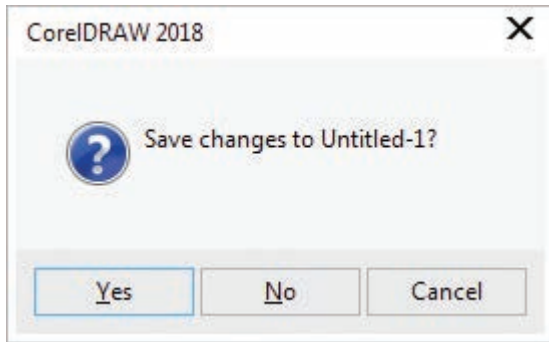 CorelDRAW 2018
Save changes to Untitled-1?
Yes No Cancel